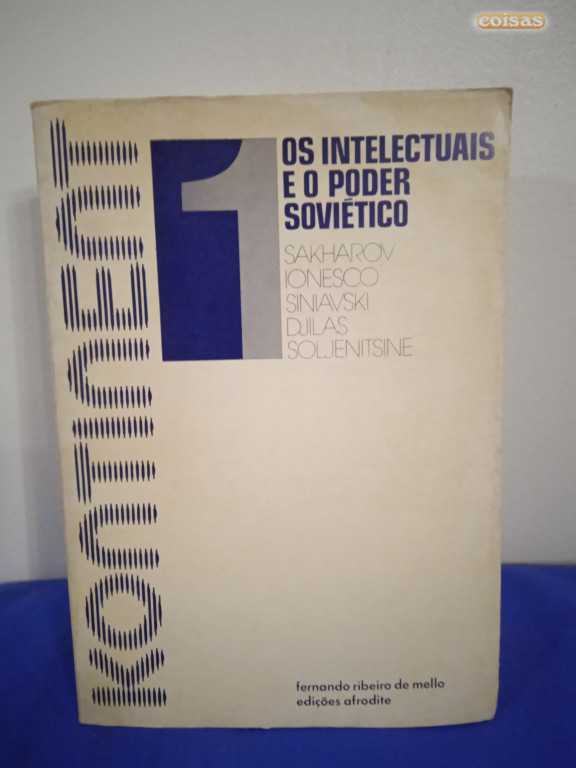 coisas
KONTINENT
1
OS INTELECTUAIS
E O PODER
SOVIÉTICO
SAKHAROV
IONESCO
SINIAVSKI
DJILAS
SOLJENITSINE
fernando ribeiro de mello
edições afrodite